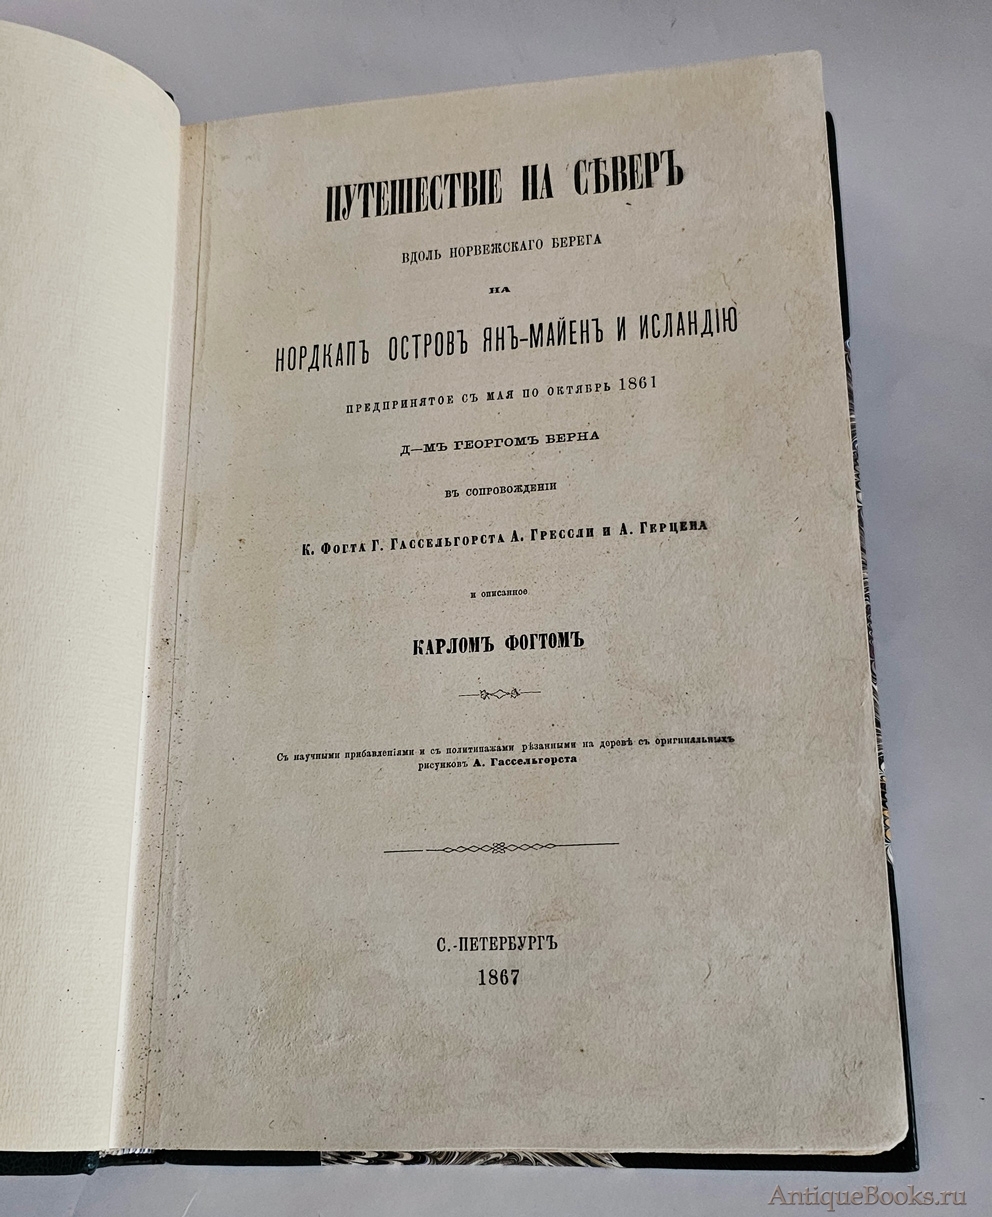 ПУТЕШЕСТВІЕ НА СѢВЕРЪ
ВДОЛЬ НОРВЕЖСКАГО БЕРЕГА
НА
НОРДКАПЪ ОСТРОВЪ ЯНЪ-МАЙЕНЪ И ИСЛАНДІЮ
ПРЕДПРИНЯТОЕ СЪ МАЯ ПО ОКТЯБРЬ 1861
Д—МЪ ГЕОРГОМЪ БЕРНА
ВЪ СОПРОВОЖДЕНІИ
К. ФОГТА Г. ГАССЕЛЬГОРСТА А. ГРЕССЛИ И А. ГЕРЦЕНА
И ОПИСАННОЕ
КАРЛОМЪ ФОГТОМЪ
Съ научными прибавленіями и съ политипажами рѣзанными на деревѣ съ оригинальныхъ
рисунковъ А. Гассельгорста
С.-ПЕТЕРБУРГЪ
1867
AntiqueBooks.ru